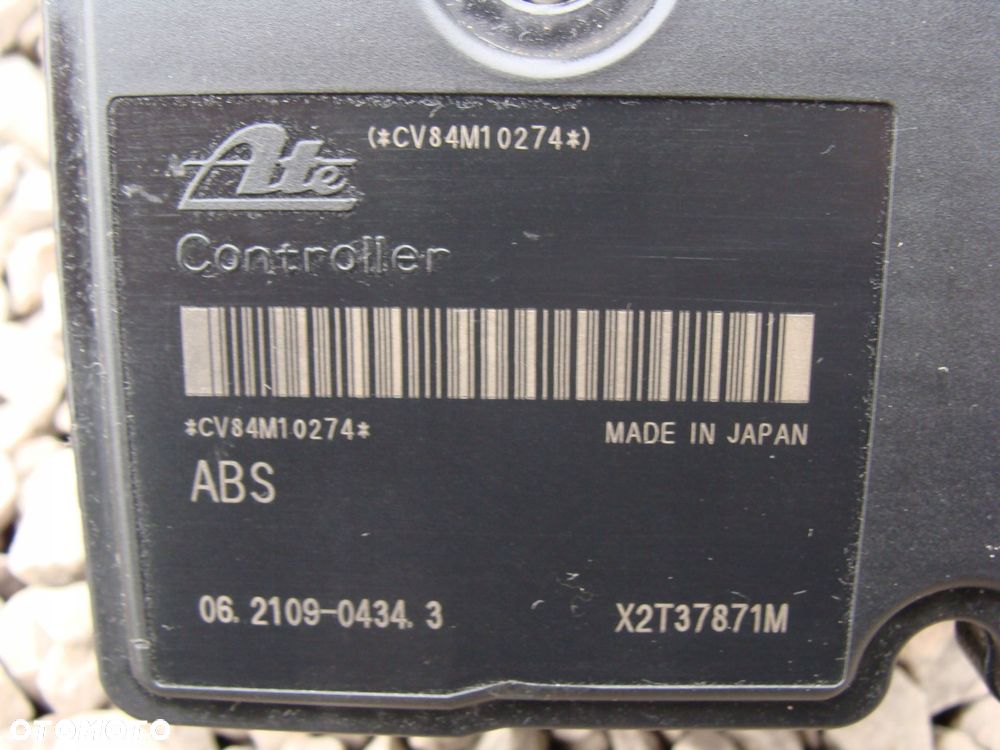 (*CV84M10274*)
Ate
Controller
*CV84M10274*
MADE IN JAPAN
ABS
06. 2109-0434. 3
X2T37871M
OTOMOTO